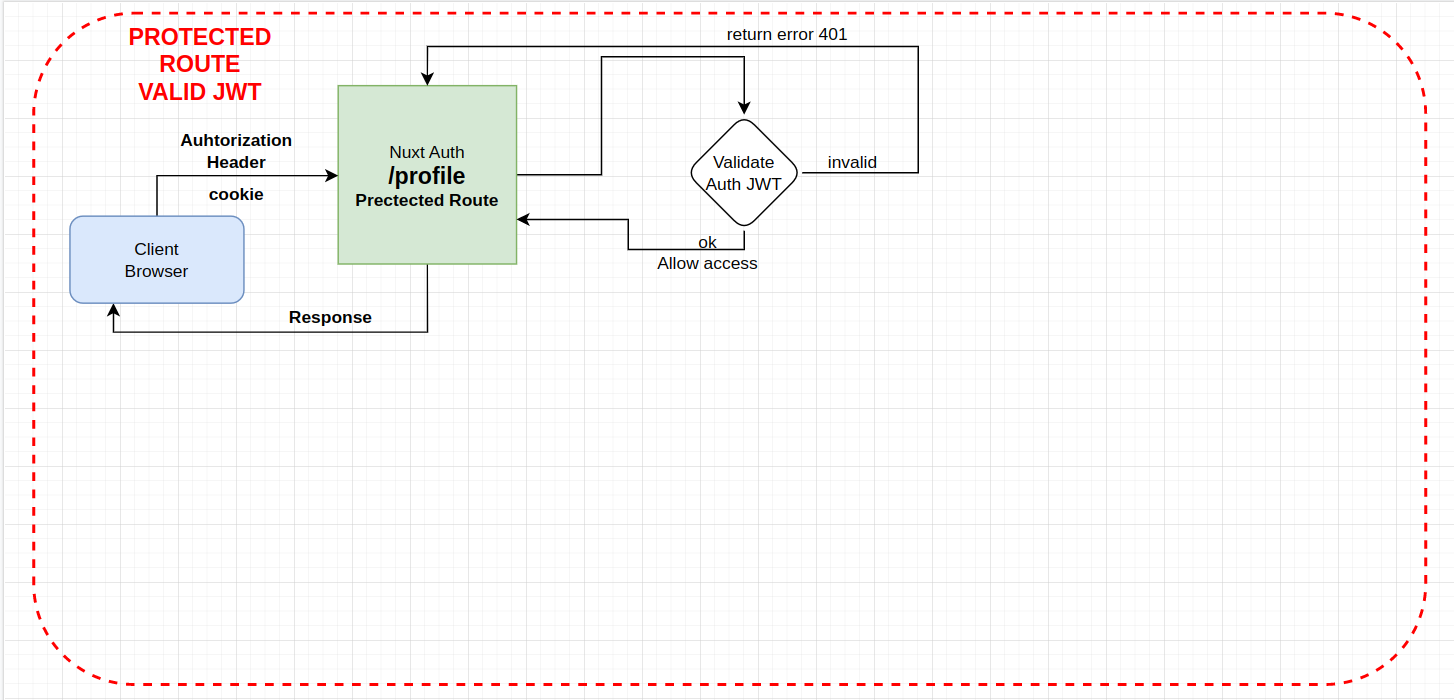 PROTECTED
ROUTE
VALID JWT
return error 401
Auhtorization
Header
cookie
Nuxt Auth
/profile
Prectected Route
Validate
Auth JWT
invalid
ok
Allow access
Client
Browser
Response